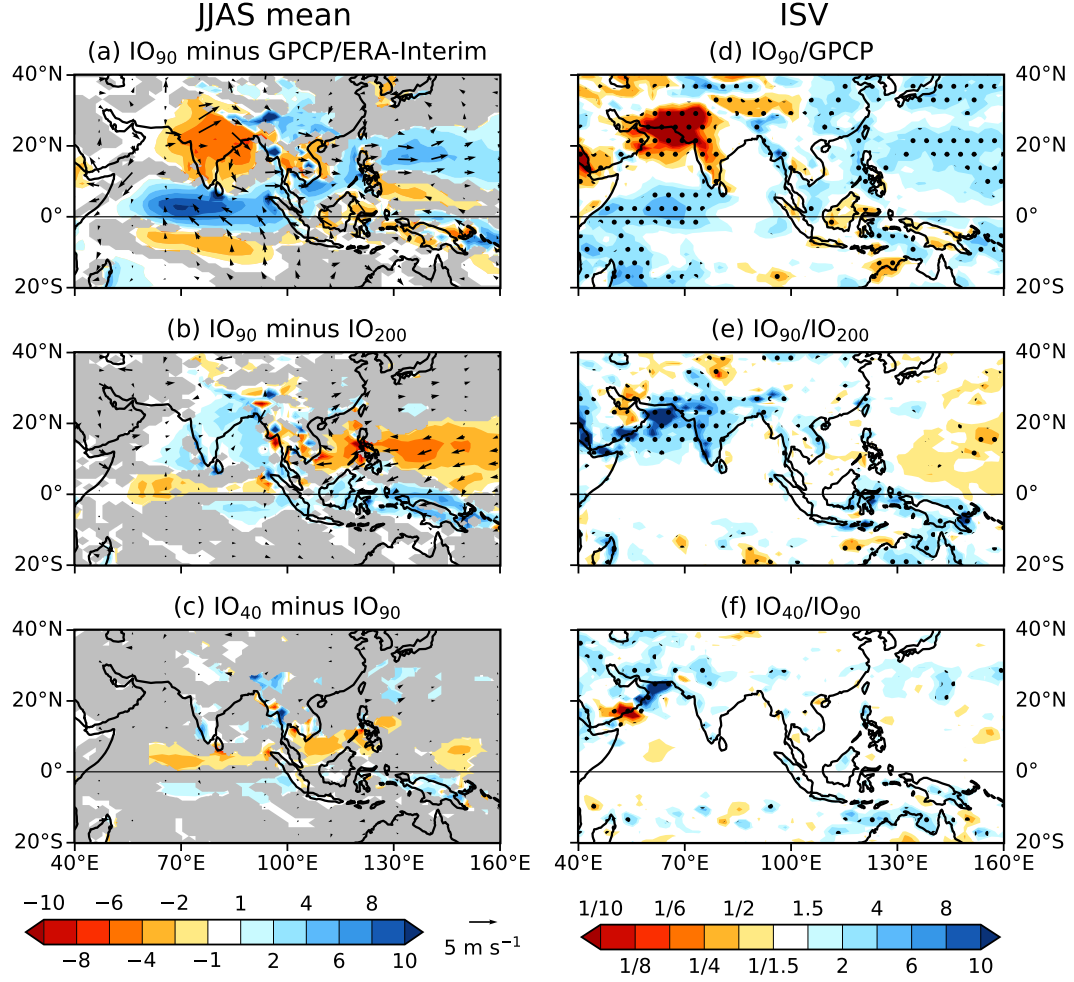 JJAS mean
ISV
(a) IO₉₀ minus GPCP/ERA-Interim
(d) IO₉₀/GPCP
40°N
20°N
0°
20°S
40°N
20°N
0°
20°S
(b) IO₉₀ minus IO₂₀₀
(e) IO₉₀/IO₂₀₀
40°N
20°N
0°
20°S
40°N
20°N
0°
20°S
(c) IO₄₀ minus IO₉₀
(f) IO₄₀/IO₉₀
40°N
20°N
0°
20°S
40°N
20°N
0°
20°S
40°E 70°E 100°E 130°E 160°E
40°E 70°E 100°E 130°E 160°E
−10 −6 −2 1 4 8
−8 −4 −1 2 6 10
5 m s⁻¹
1/10 1/6 1/2 1.5 4 8
1/8 1/4 1/1.5 2 6 10